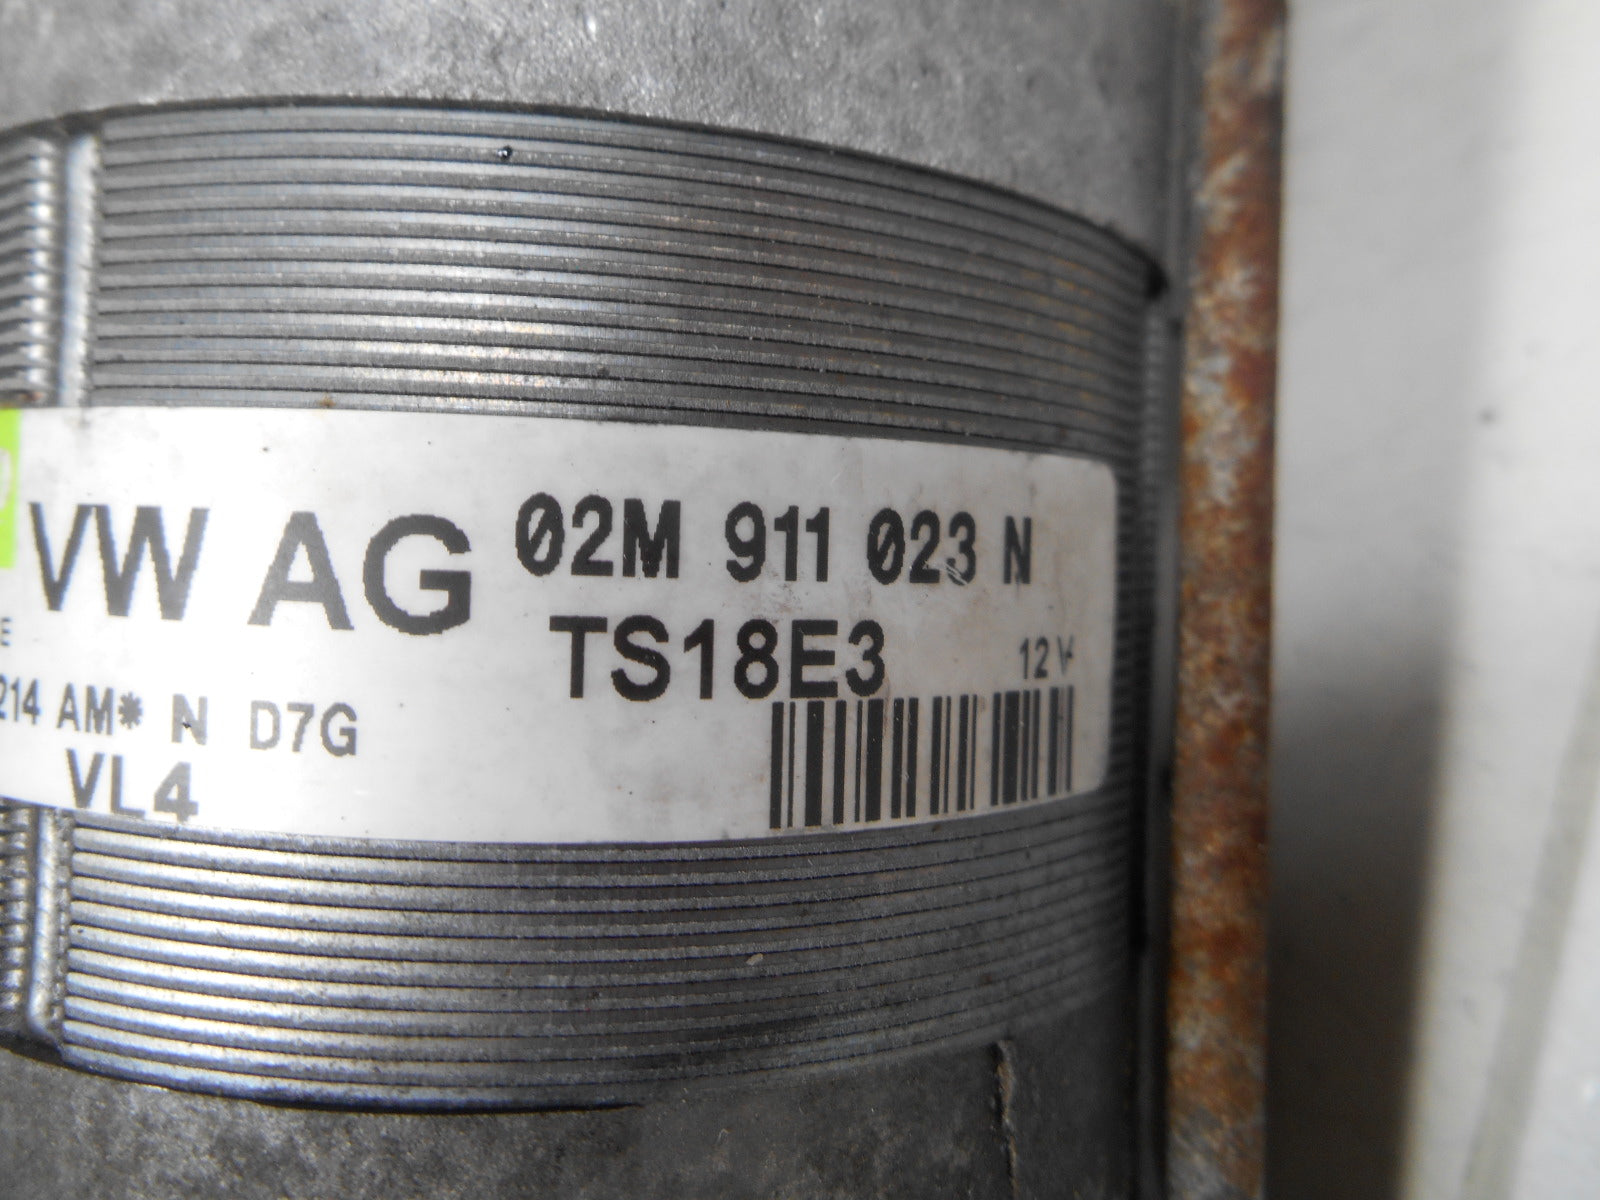 VW AG 02M 911 023 N
TS18E3
12 V
E
214 AM* N D7G
VL4